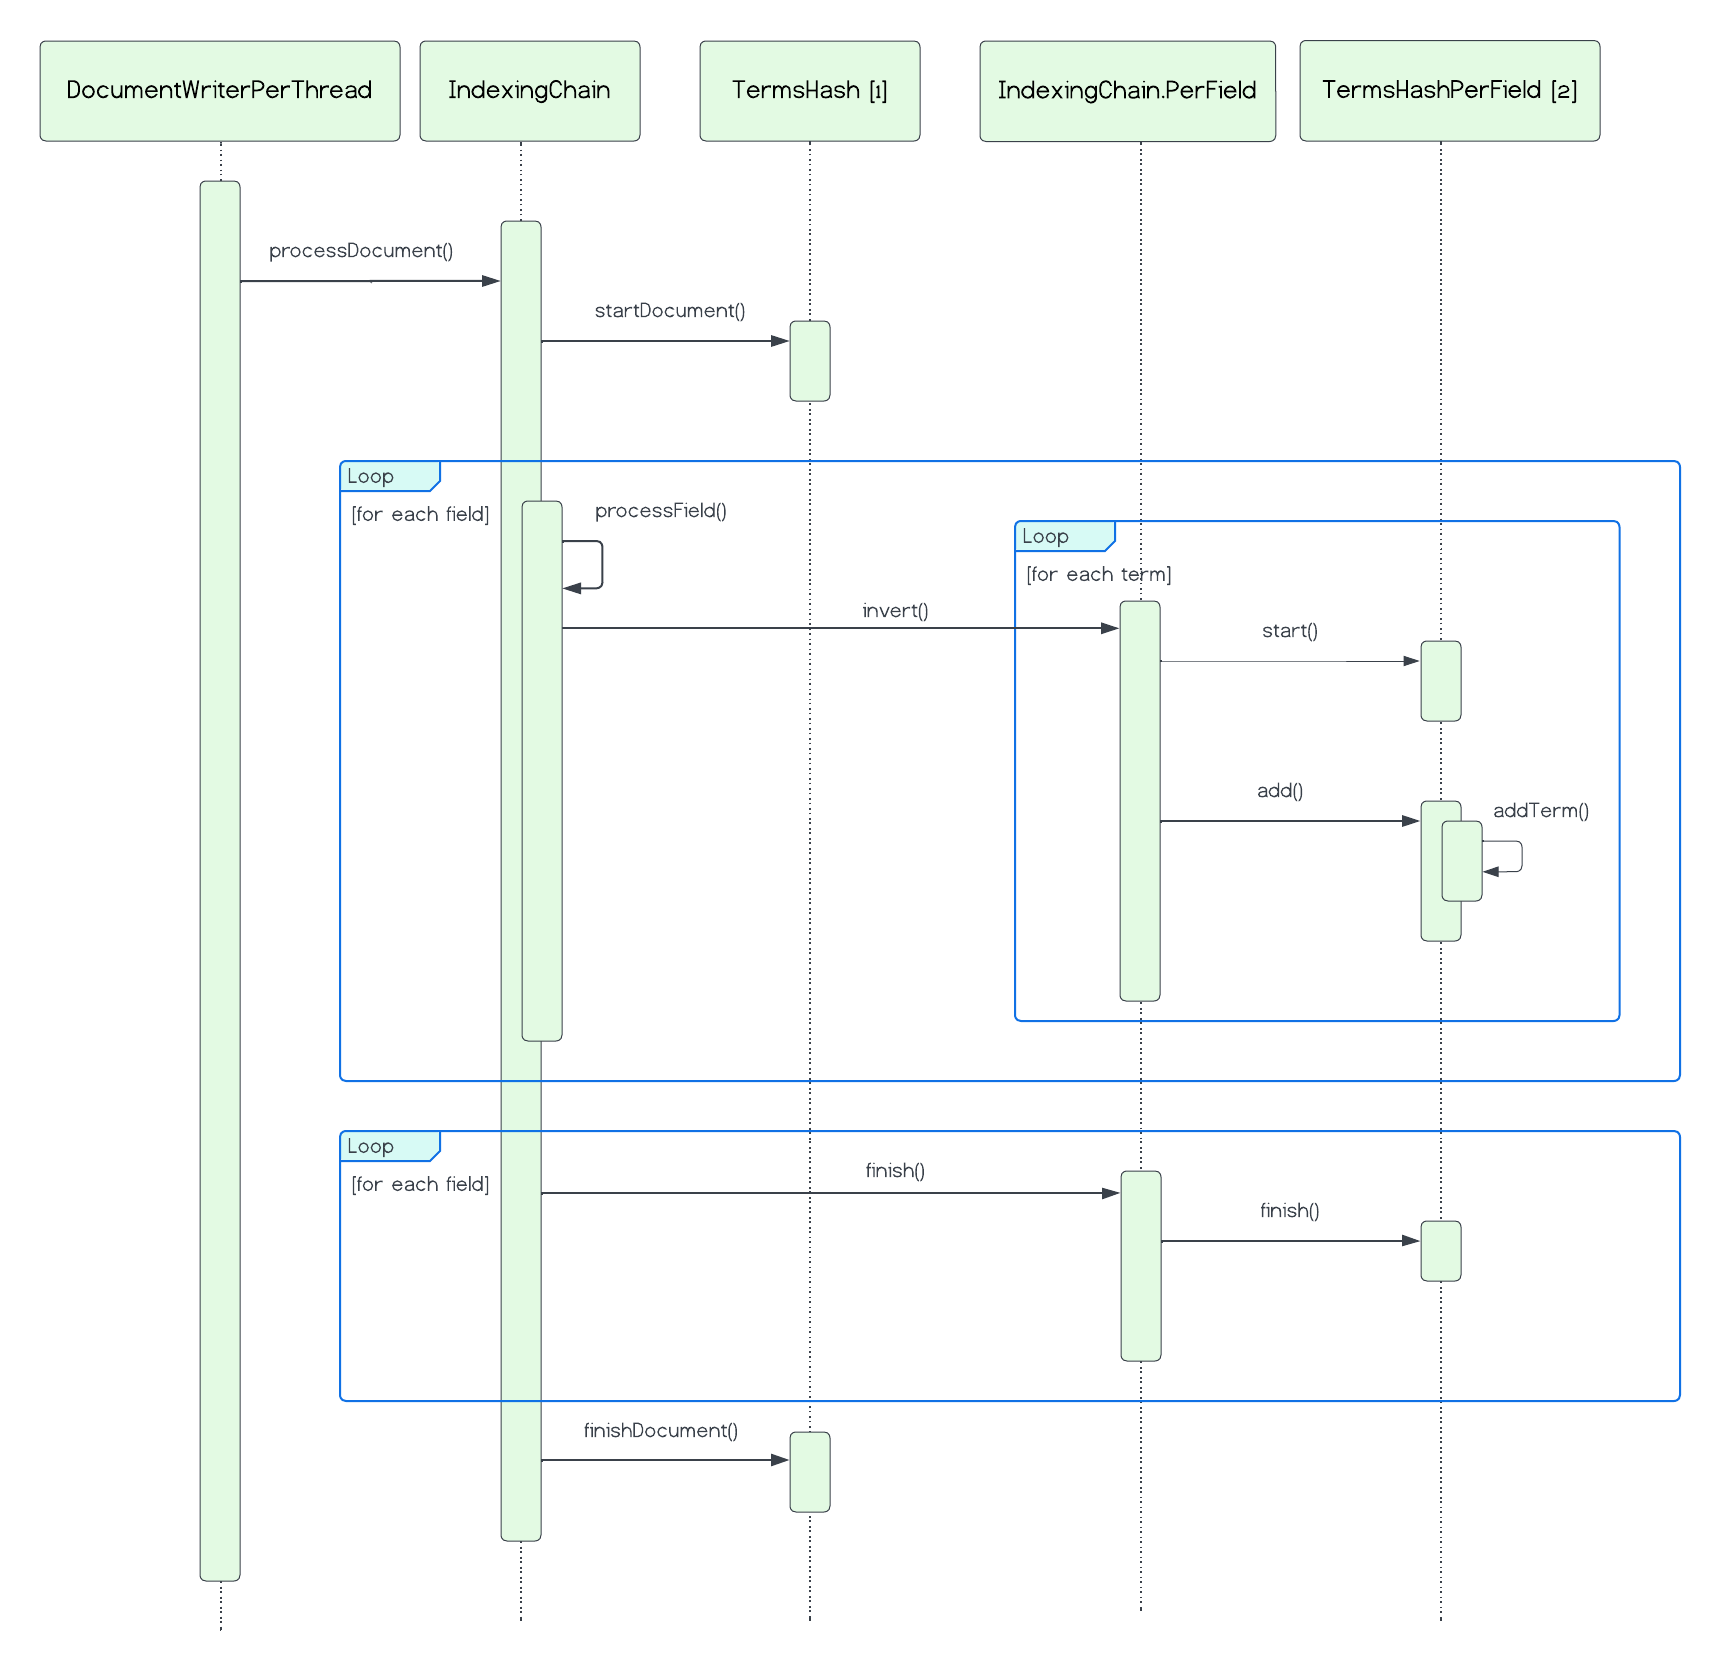 DocumentWriterPerThread
IndexingChain
TermsHash [1]
IndexingChain.PerField
TermsHashPerField [2]
processDocument()
startDocument()
Loop
[for each field]
processField()
Loop
[for each term]
invert()
start()
add()
addTerm()
Loop
[for each field]
finish()
finish()
finishDocument()